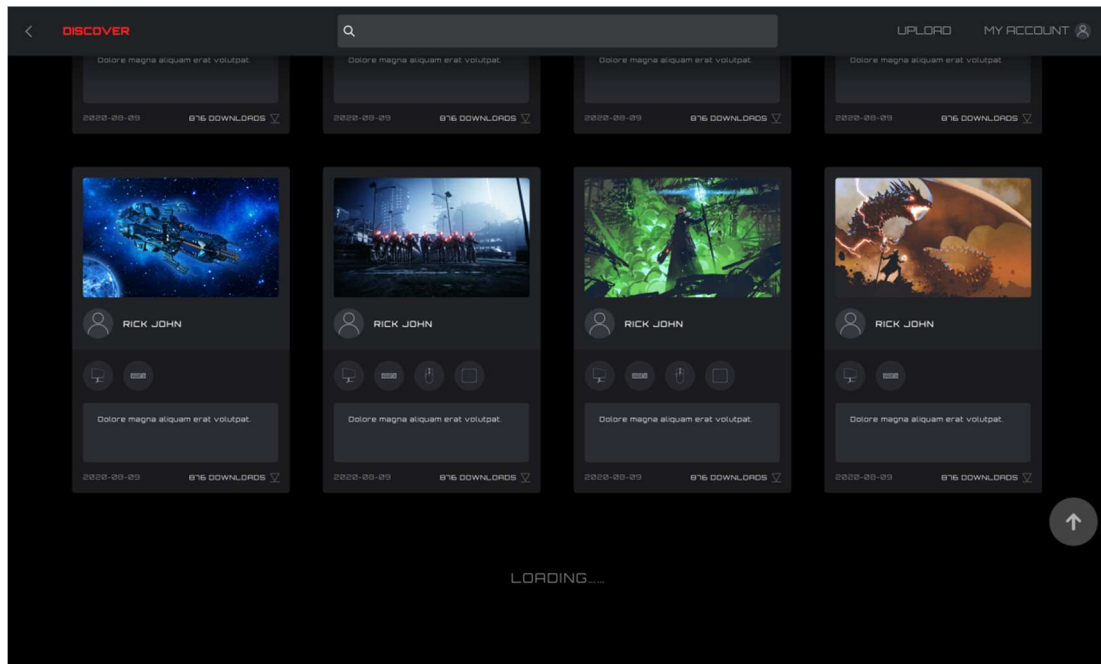 DISCOVER
UPLOAD
MY ACCOUNT
Dolore magna aliquam erat volutpat.
Dolore magna aliquam erat volutpat.
Dolore magna aliquam erat volutpat.
Dolore magna aliquam erat volutpat.
2020-08-09 876 DOWNLOADS
2020-08-09 876 DOWNLOADS
2020-08-09 876 DOWNLOADS
2020-08-09 876 DOWNLOADS
RICK JOHN
RICK JOHN
RICK JOHN
RICK JOHN
Dolore magna aliquam erat volutpat.
Dolore magna aliquam erat volutpat.
Dolore magna aliquam erat volutpat.
Dolore magna aliquam erat volutpat.
2020-08-09 876 DOWNLOADS
2020-08-09 876 DOWNLOADS
2020-08-09 876 DOWNLOADS
2020-08-09 876 DOWNLOADS
LOADING......